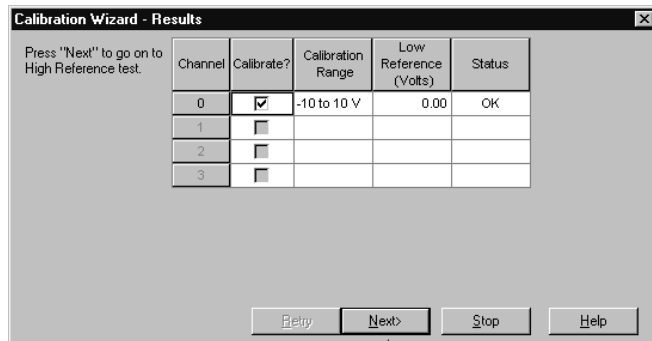 Calibration Wizard - Results
Press "Next" to go on to
High Reference test.
Channel Calibrate? Calibration Range Low Reference (Volts) Status
0 -10 to 10 V 0.00 OK
1
2
3
Retry Next> Stop Help